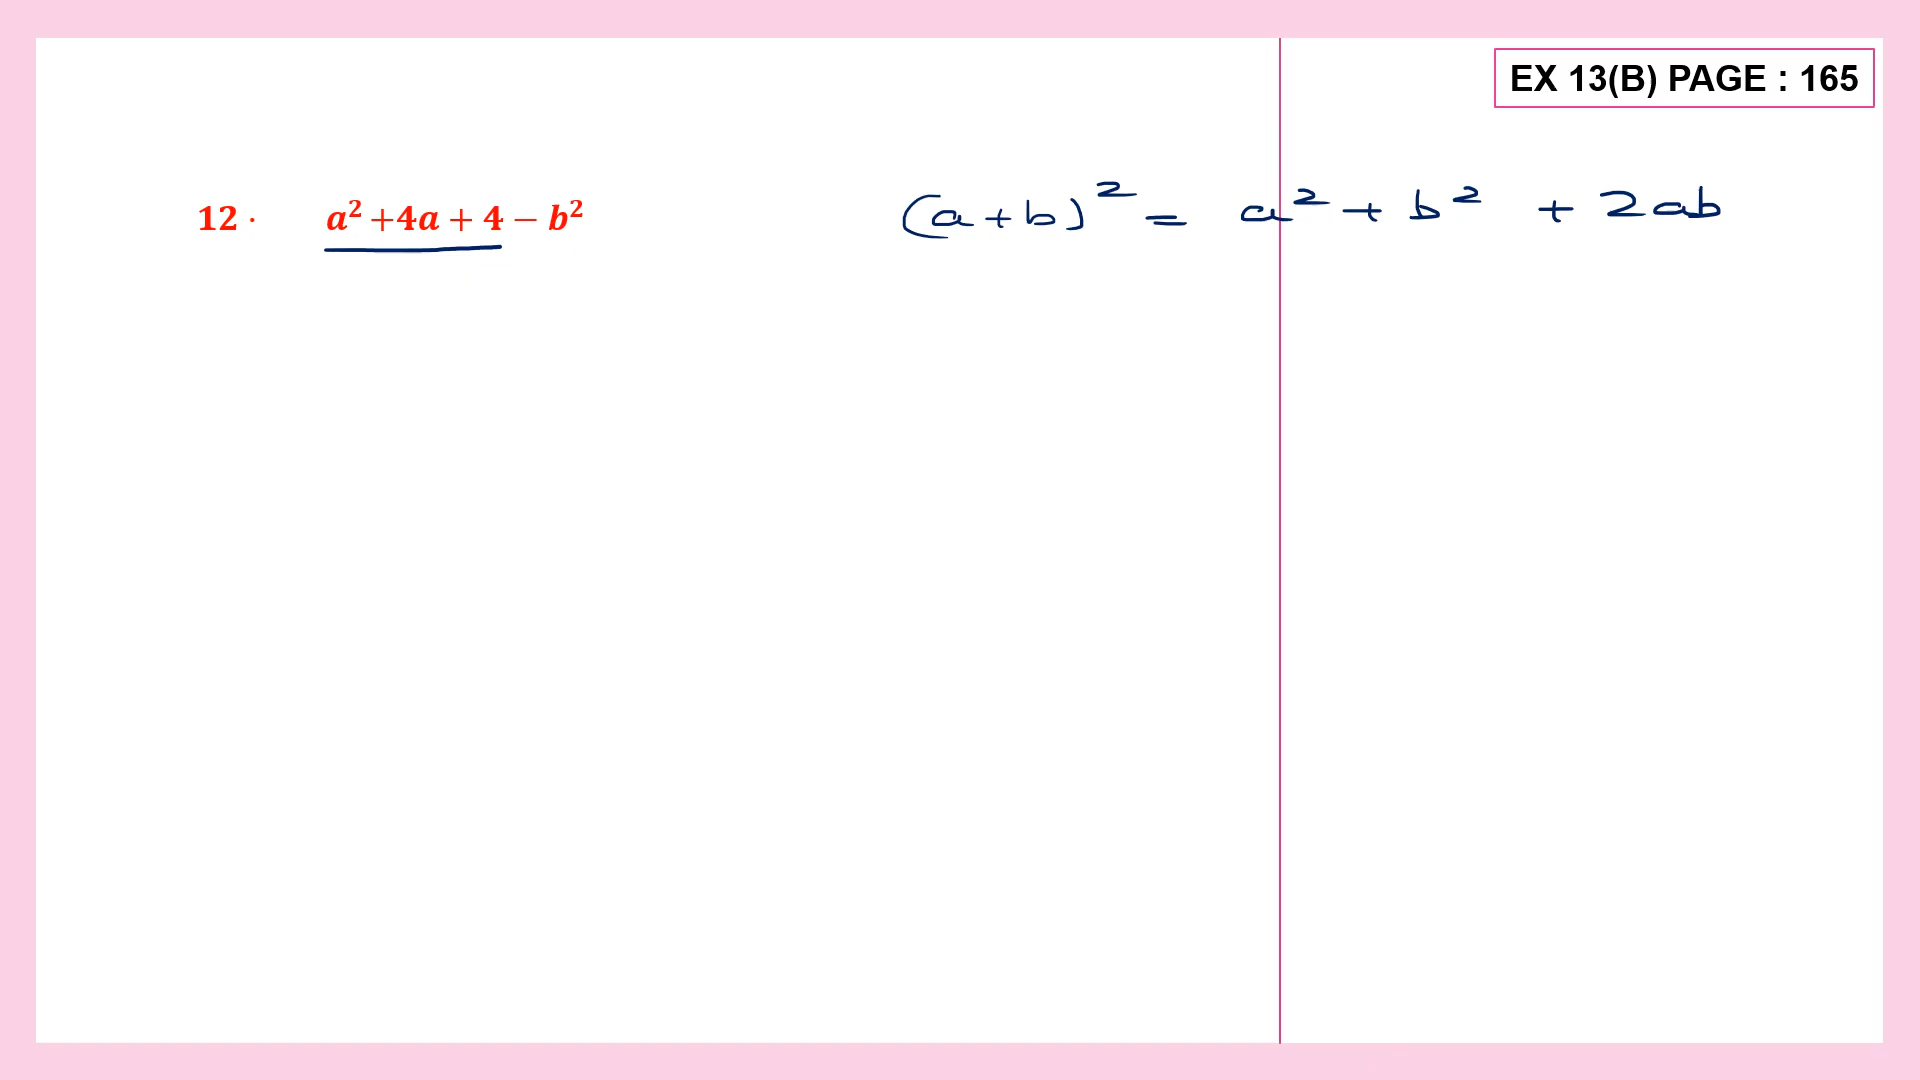 EX 13(B) PAGE : 165
12 · a² +4a + 4 − b²
(a+b)² = a² + b² + 2ab